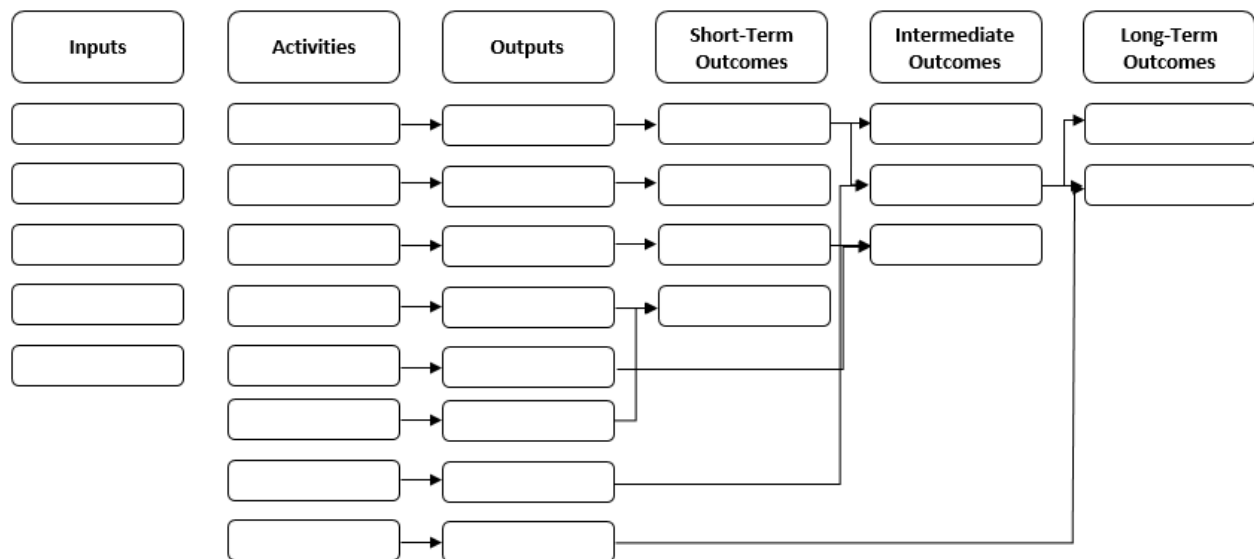 Inputs
Activities
Outputs
Short-Term
Outcomes
Intermediate
Outcomes
Long-Term
Outcomes